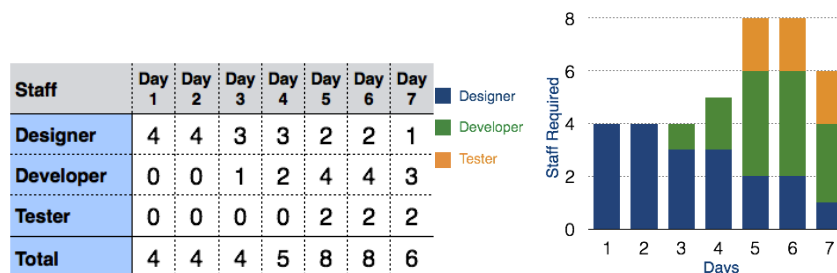 Staff Day 1 Day 2 Day 3 Day 4 Day 5 Day 6 Day 7
Designer 4 4 3 3 2 2 1
Developer 0 0 1 2 4 4 3
Tester 0 0 0 0 2 2 2
Total 4 4 4 5 8 8 6
Designer
Developer
Tester
Staff Required
8
6
4
2
0
1 2 3 4 5 6 7
Days